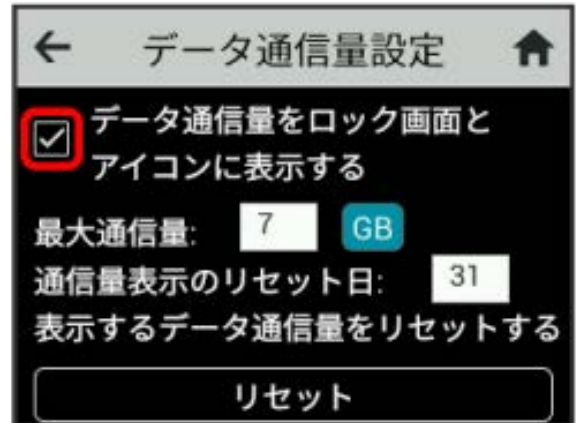 データ通信量設定
データ通信量をロック画面と
アイコンに表示する
最大通信量: 7 GB
通信量表示のリセット日: 31
表示するデータ通信量をリセットする
リセット